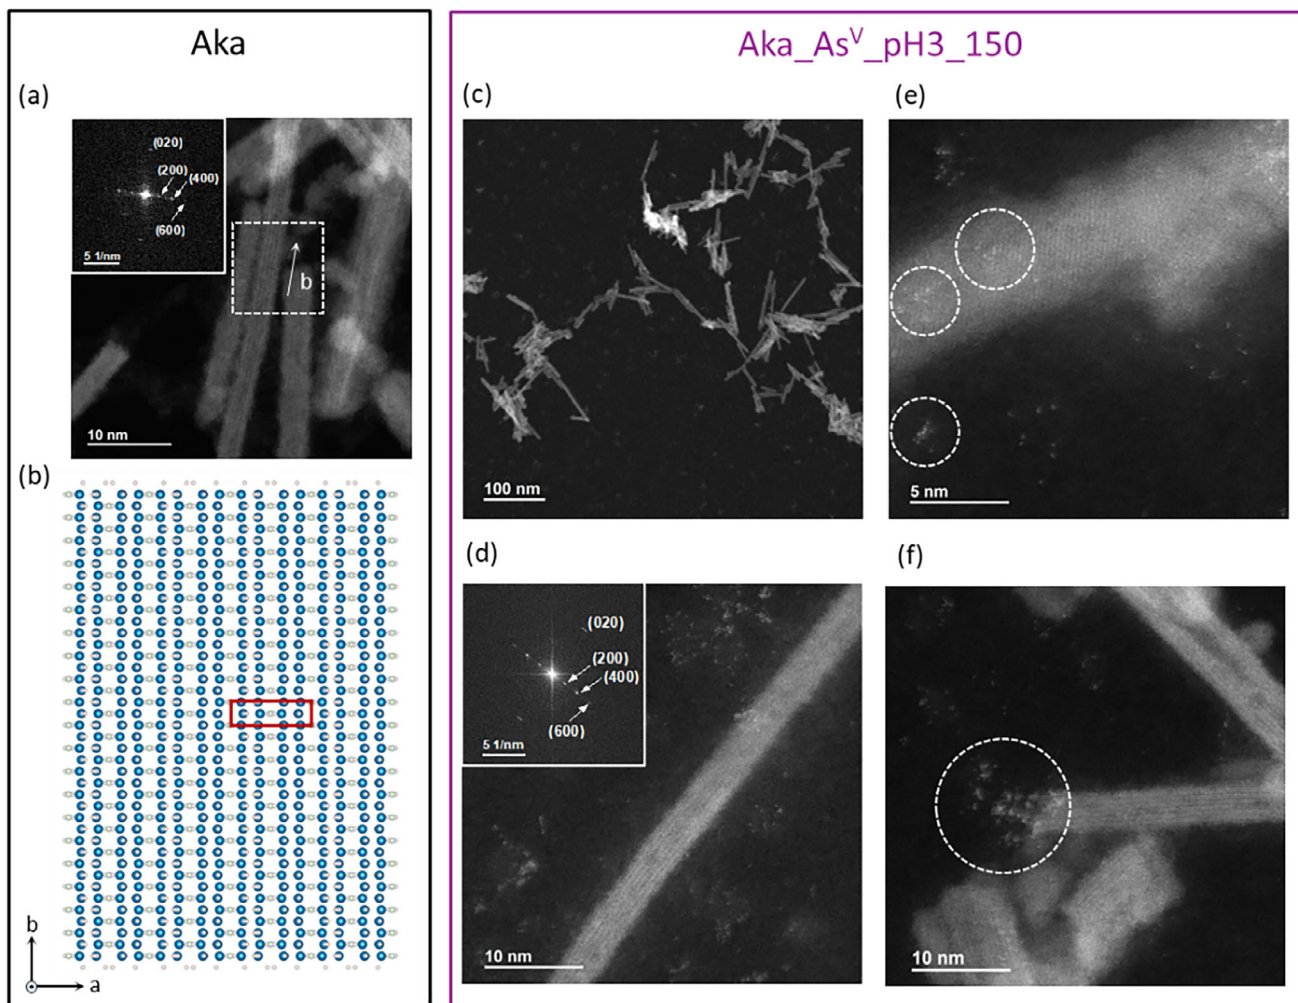 Aka
Aka_As^V_pH3_150
(a)
(020)
(200)
(400)
(600)
5 1/nm
b
10 nm
(b)
b
a
(c)
100 nm
(d)
(020)
(200)
(400)
(600)
5 1/nm
10 nm
(e)
5 nm
(f)
10 nm